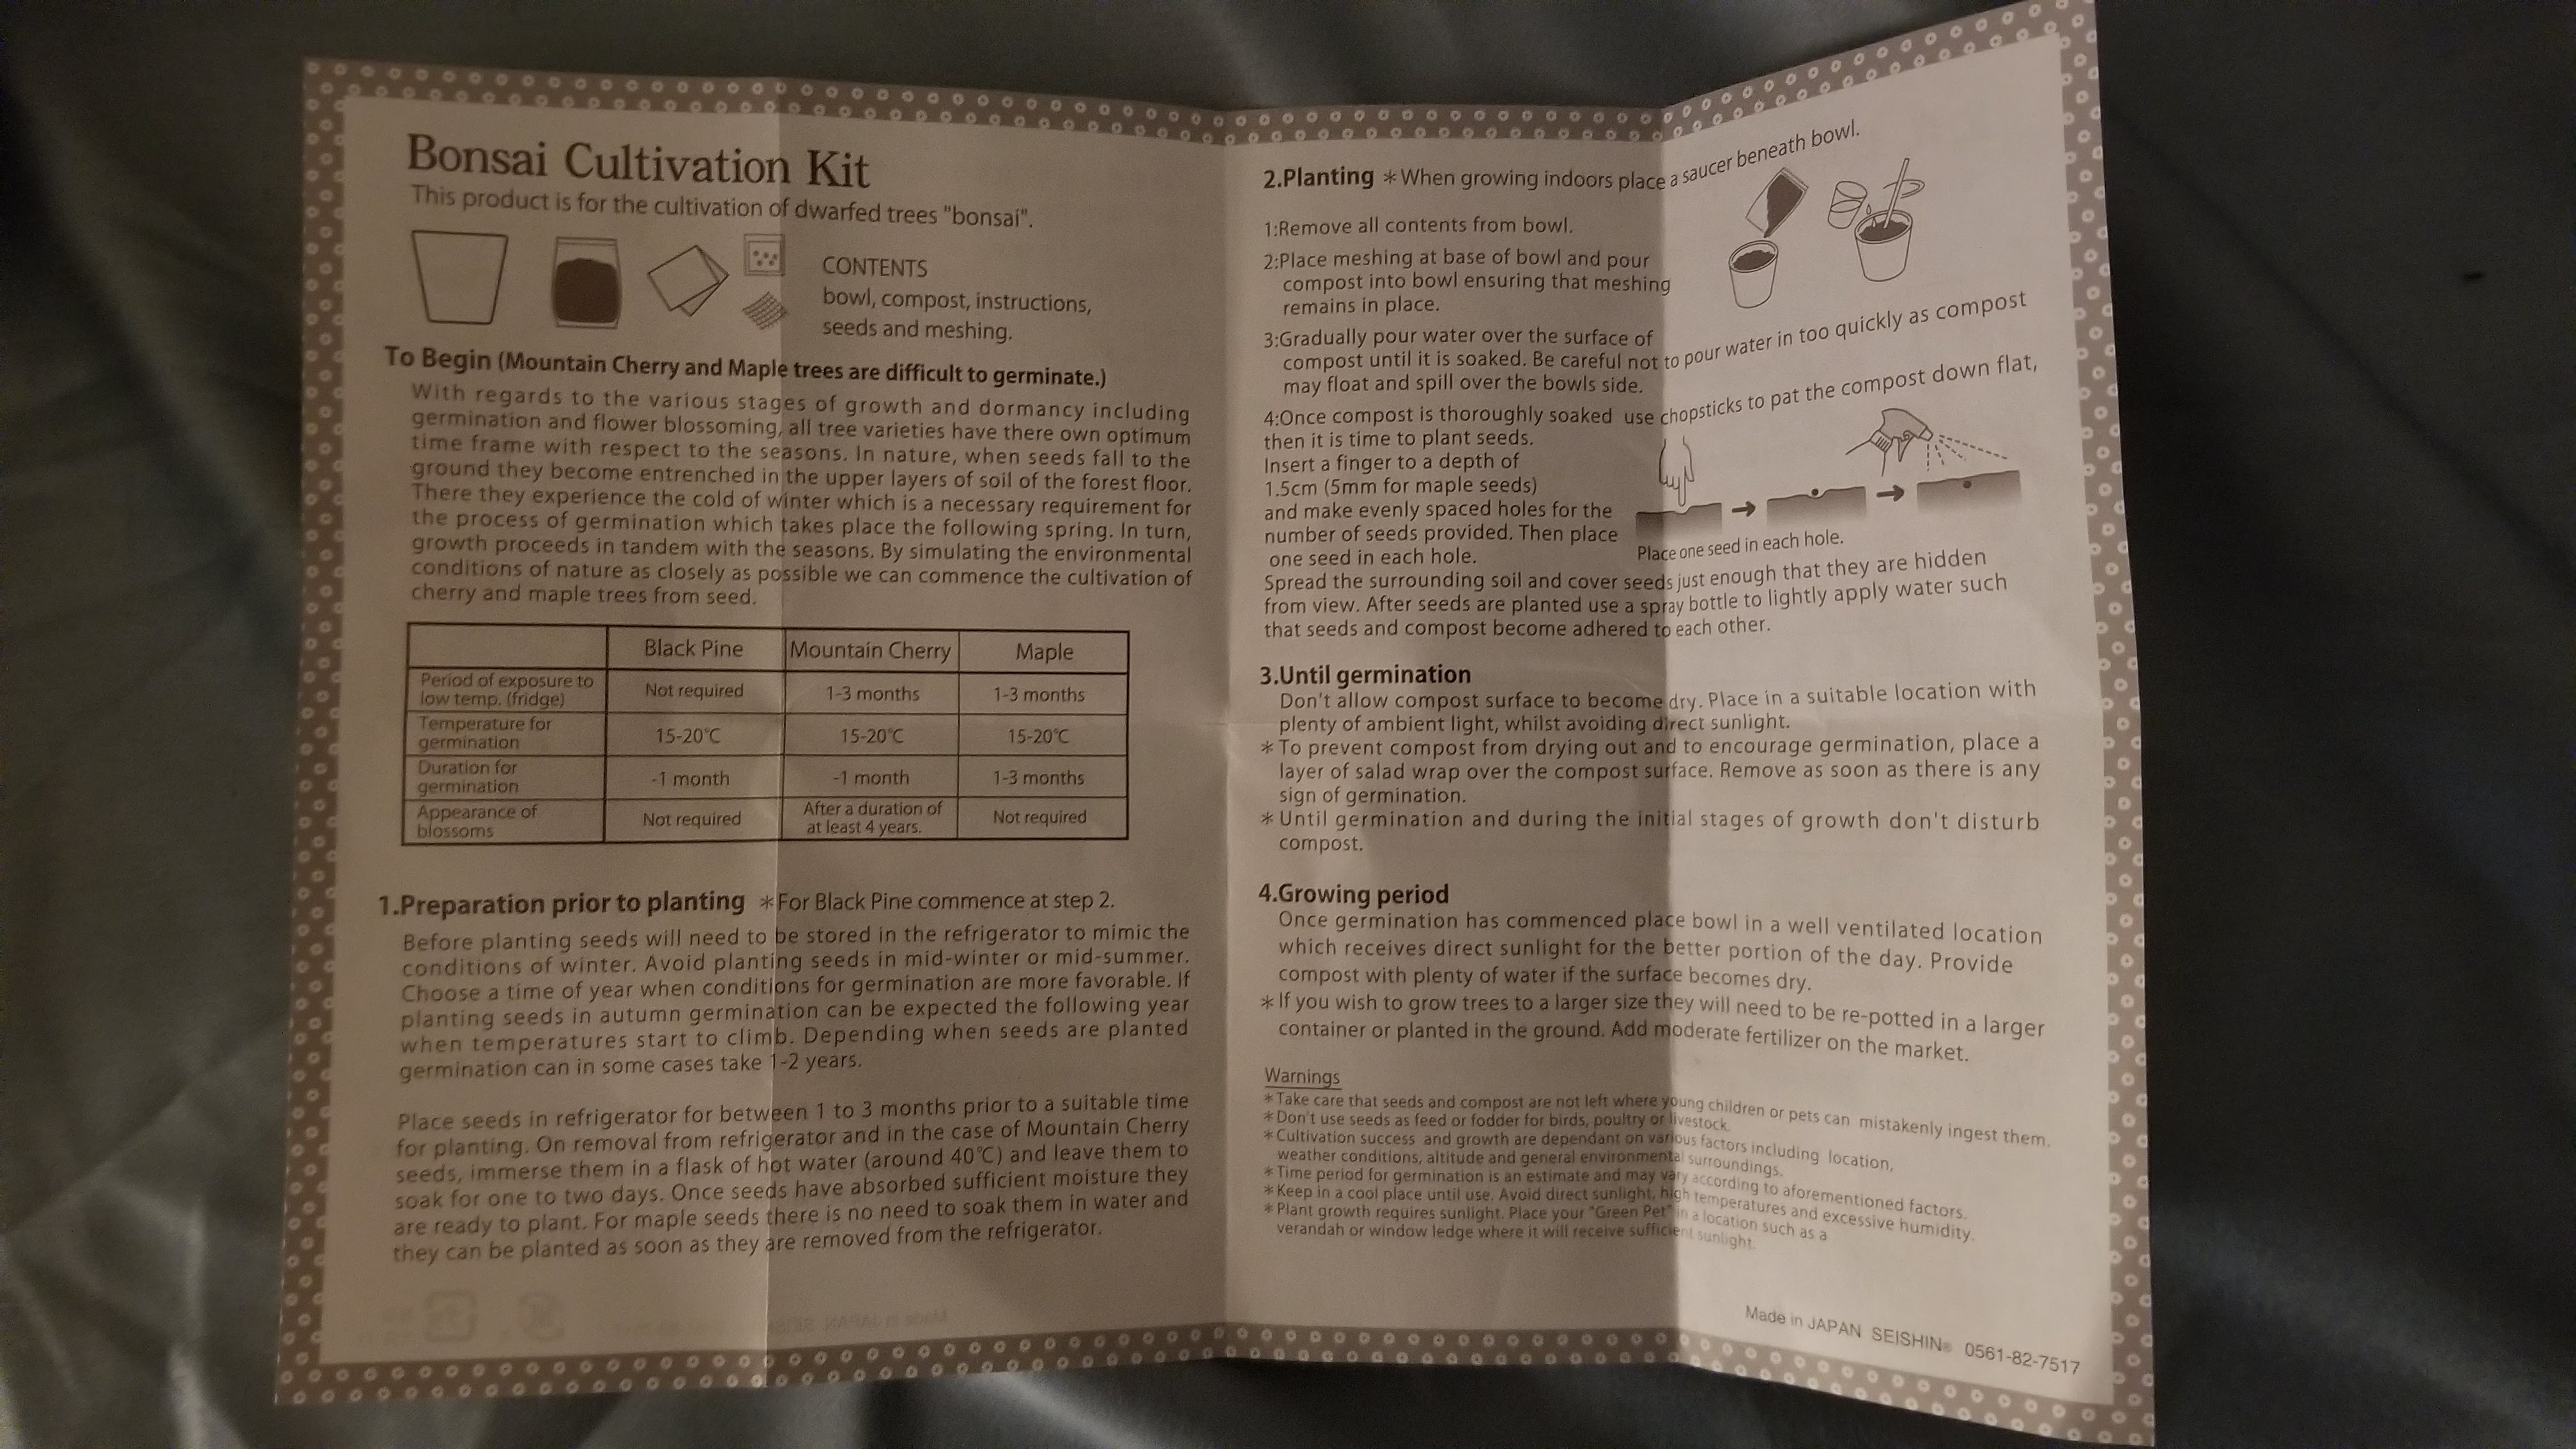 Bonsai Cultivation Kit
This product is for the cultivation of dwarfed trees "bonsai".
CONTENTS
bowl, compost, instructions,
seeds and meshing.
To Begin (Mountain Cherry and Maple trees are difficult to germinate.)
With regards to the various stages of growth and dormancy including
germination and flower blossoming, all tree varieties have there own optimum
time frame with respect to the seasons. In nature, when seeds fall to the
ground they become entrenched in the upper layers of soil of the forest floor.
There they experience the cold of winter which is a necessary requirement for
the process of germination which takes place the following spring. In turn,
growth proceeds in tandem with the seasons. By simulating the environmental
conditions of nature as closely as possible we can commence the cultivation of
cherry and maple trees from seed.
Black Pine Mountain Cherry Maple
Period of exposure to
low temp. (fridge) Not required 1-3 months 1-3 months
Temperature for
germination 15-20℃ 15-20℃ 15-20℃
Duration for
germination -1 month -1 month 1-3 months
Appearance of
blossoms Not required After a duration of
at least 4 years. Not required
1.Preparation prior to planting *For Black Pine commence at step 2.
Before planting seeds will need to be stored in the refrigerator to mimic the
conditions of winter. Avoid planting seeds in mid-winter or mid-summer.
Choose a time of year when conditions for germination are more favorable. If
planting seeds in autumn germination can be expected the following year
when temperatures start to climb. Depending when seeds are planted
germination can in some cases take 1-2 years.
Place seeds in refrigerator for between 1 to 3 months prior to a suitable time
for planting. On removal from refrigerator and in the case of Mountain Cherry
seeds, immerse them in a flask of hot water (around 40℃) and leave them to
soak for one to two days. Once seeds have absorbed sufficient moisture they
are ready to plant. For maple seeds there is no need to soak them in water and
they can be planted as soon as they are removed from the refrigerator.
2.Planting *When growing indoors place a saucer beneath bowl.
1:Remove all contents from bowl.
2:Place meshing at base of bowl and pour
compost into bowl ensuring that meshing
remains in place.
3:Gradually pour water over the surface of
compost until it is soaked. Be careful not to pour water in too quickly as compost
may float and spill over the bowls side.
4:Once compost is thoroughly soaked use chopsticks to pat the compost down flat,
then it is time to plant seeds.
Insert a finger to a depth of
1.5cm (5mm for maple seeds)
and make evenly spaced holes for the
number of seeds provided. Then place
one seed in each hole.
Place one seed in each hole.
Spread the surrounding soil and cover seeds just enough that they are hidden
from view. After seeds are planted use a spray bottle to lightly apply water such
that seeds and compost become adhered to each other.
3.Until germination
Don't allow compost surface to become dry. Place in a suitable location with
plenty of ambient light, whilst avoiding direct sunlight.
*To prevent compost from drying out and to encourage germination, place a
layer of salad wrap over the compost surface. Remove as soon as there is any
sign of germination.
*Until germination and during the initial stages of growth don't disturb
compost.
4.Growing period
Once germination has commenced place bowl in a well ventilated location
which receives direct sunlight for the better portion of the day. Provide
compost with plenty of water if the surface becomes dry.
*If you wish to grow trees to a larger size they will need to be re-potted in a larger
container or planted in the ground. Add moderate fertilizer on the market.
Warnings
*Take care that seeds and compost are not left where young children or pets can mistakenly ingest them.
*Don't use seeds as feed or fodder for birds, poultry or livestock.
*Cultivation success and growth are dependant on various factors including location,
weather conditions, altitude and general environmental surroundings.
*Time period for germination is an estimate and may vary according to aforementioned factors.
*Keep in a cool place until use. Avoid direct sunlight, high temperatures and excessive humidity.
*Plant growth requires sunlight. Place your "Green Pet" in a location such as a
verandah or window ledge where it will receive sufficient sunlight.
Made in JAPAN SEISHIN® 0561-82-7517